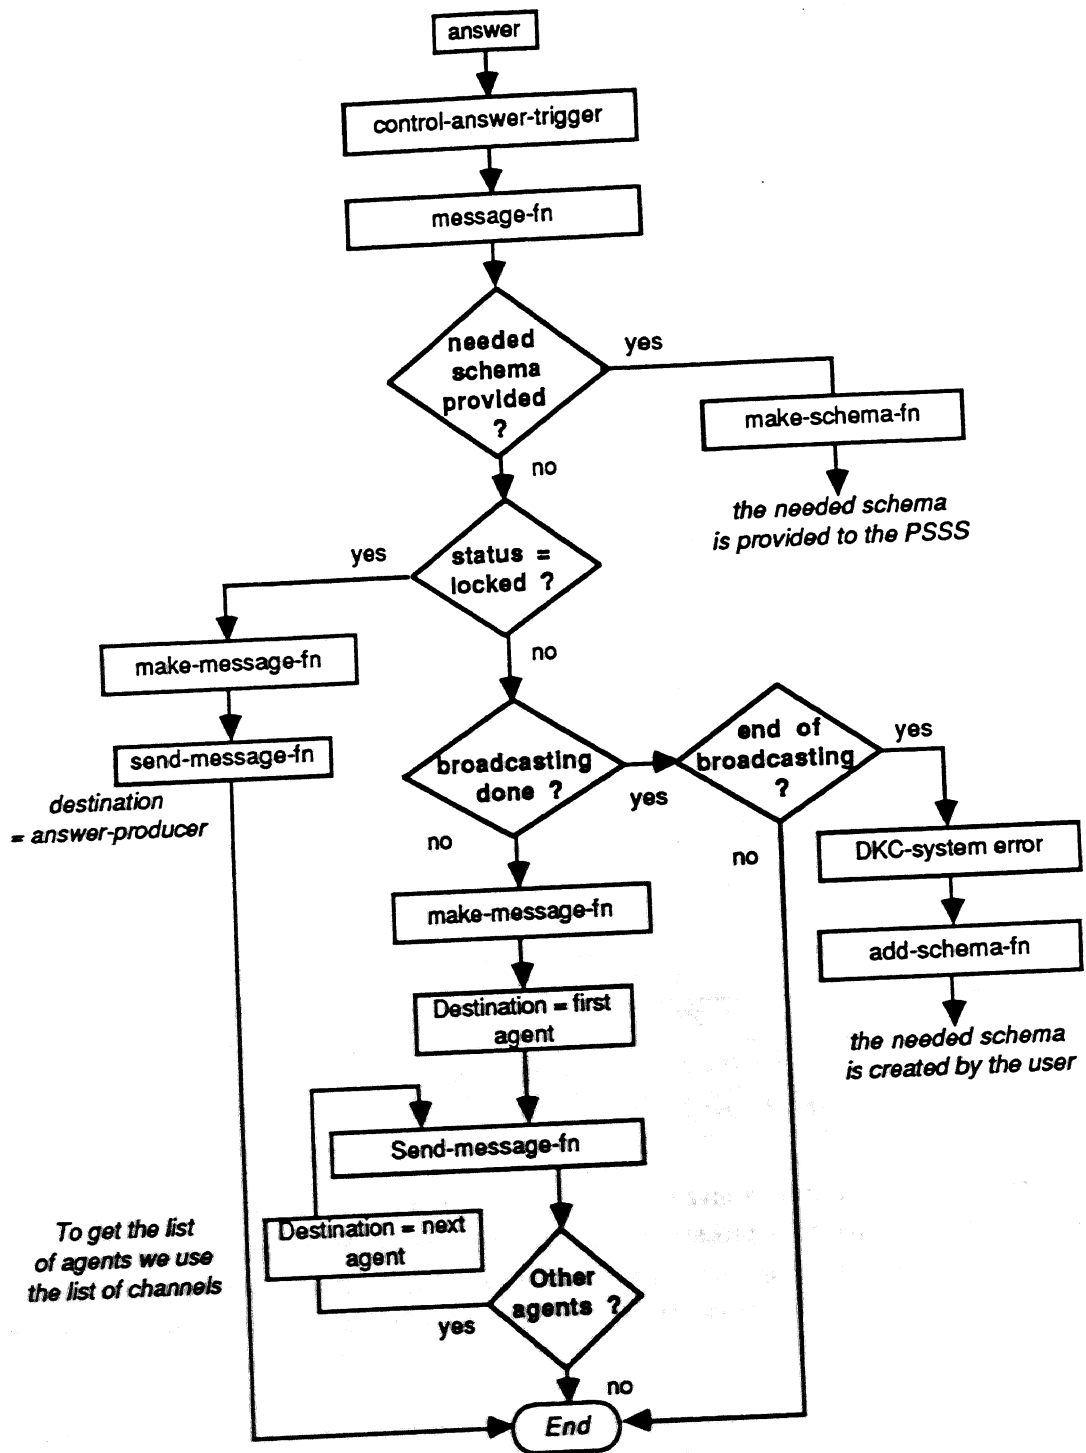 answer
control-answer-trigger
message-fn
needed
schema
provided
?
yes
make-schema-fn
the needed schema
is provided to the PSSS
no
status =
locked ?
yes
make-message-fn
send-message-fn
destination
= answer-producer
no
broadcasting
done ?
yes
end of
broadcasting
?
yes
DKC-system error
add-schema-fn
the needed schema
is created by the user
no
no
make-message-fn
Destination = first
agent
Send-message-fn
Destination = next
agent
To get the list
of agents we use
the list of channels
Other
agents ?
yes
no
End